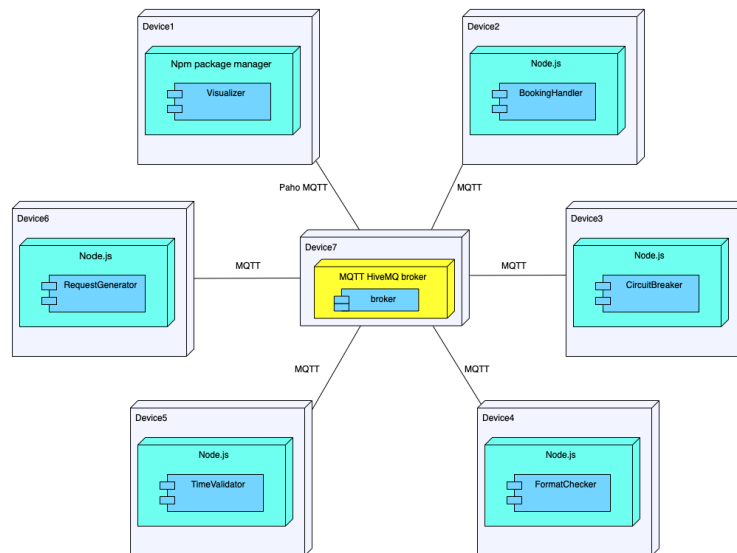 Device1
Npm package manager
Visualizer
Device2
Node.js
BookingHandler
Paho MQTT
MQTT
Device6
Node.js
RequestGenerator
MQTT
Device7
MQTT HiveMQ broker
broker
MQTT
Device3
Node.js
CircuitBreaker
MQTT
MQTT
Device5
Node.js
TimeValidator
Device4
Node.js
FormatChecker